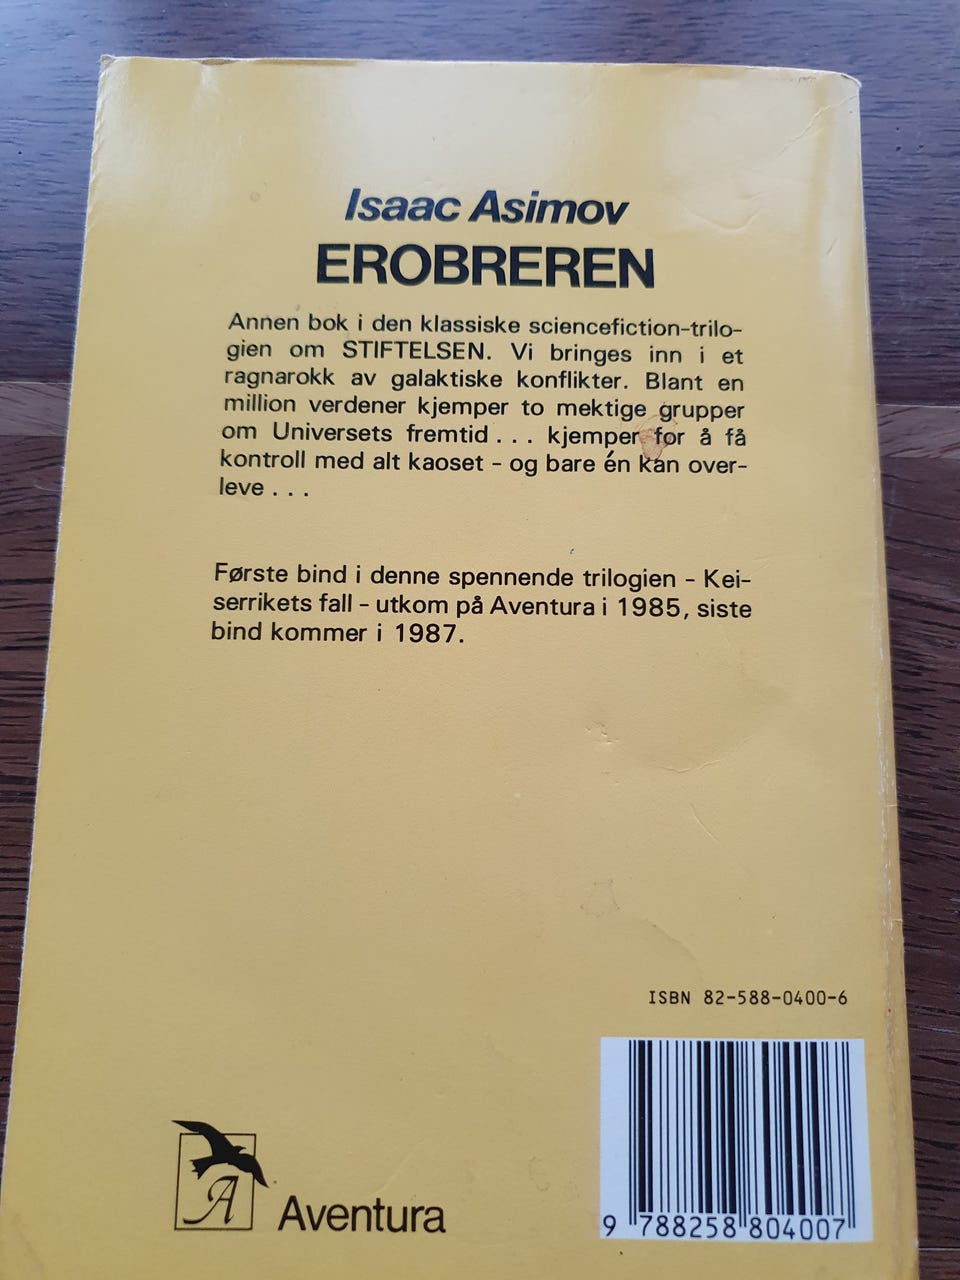 Isaac Asimov
EROBREREN
Annen bok i den klassiske sciencefiction-trilo-
gien om STIFTELSEN. Vi bringes inn i et
ragnarokk av galaktiske konflikter. Blant en
million verdener kjemper to mektige grupper
om Universets fremtid . . . kjemper for å få
kontroll med alt kaoset - og bare én kan over-
leve . . .
Første bind i denne spennende trilogien - Kei-
serrikets fall - utkom på Aventura i 1985, siste
bind kommer i 1987.
ISBN 82-588-0400-6
9 788258 804007
A
Aventura